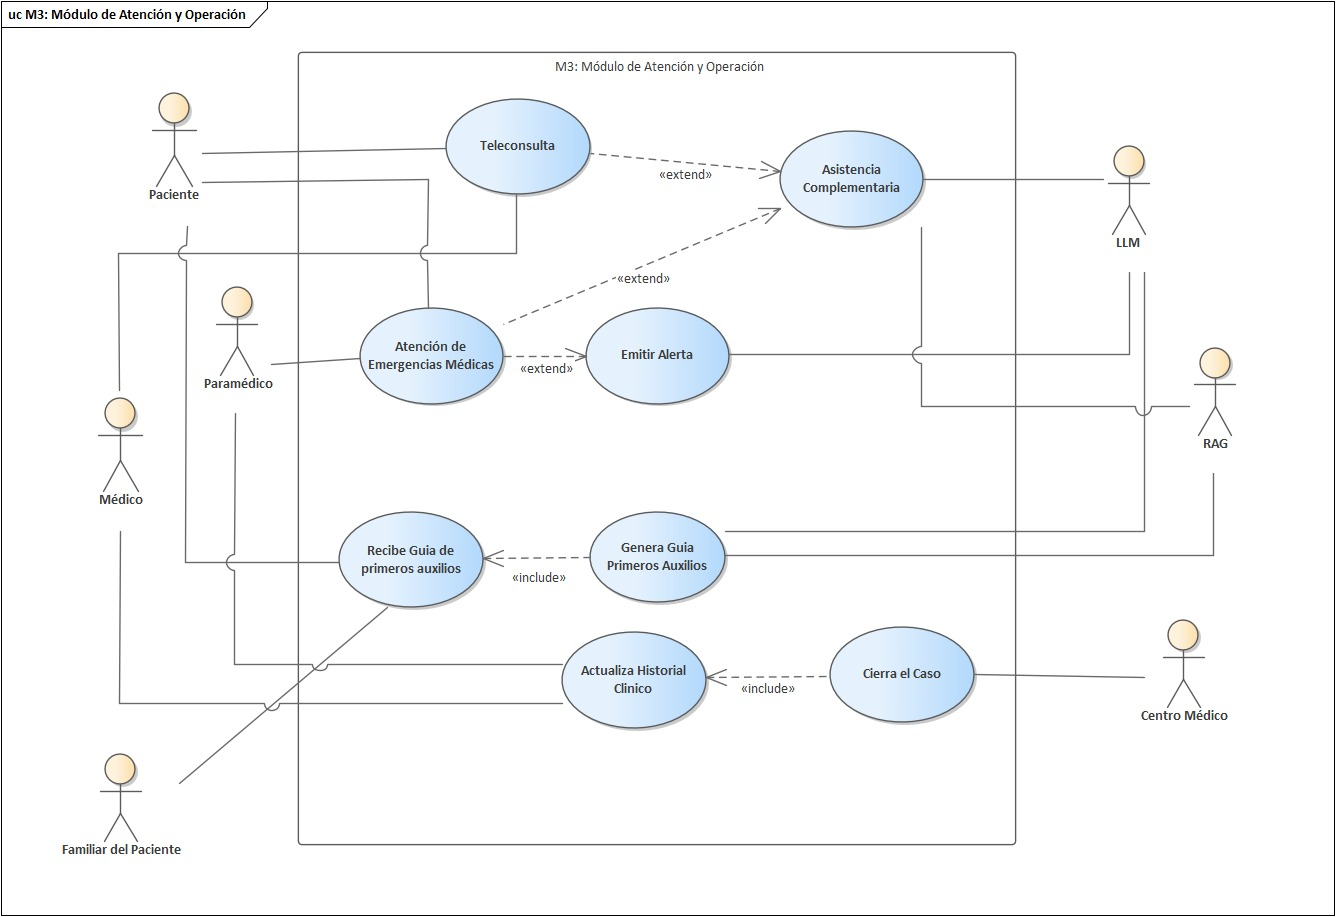 uc M3: Módulo de Atención y Operación
M3: Módulo de Atención y Operación
Paciente
Teleconsulta
«extend»
Asistencia
Complementaria
LLM
«extend»
Paramédico
Atención de
Emergencias Médicas
«extend»
Emitir Alerta
RAG
Médico
Recibe Guia de
primeros auxilios
«include»
Genera Guia
Primeros Auxilios
Actualiza Historial
Clinico
«include»
Cierra el Caso
Centro Médico
Familiar del Paciente